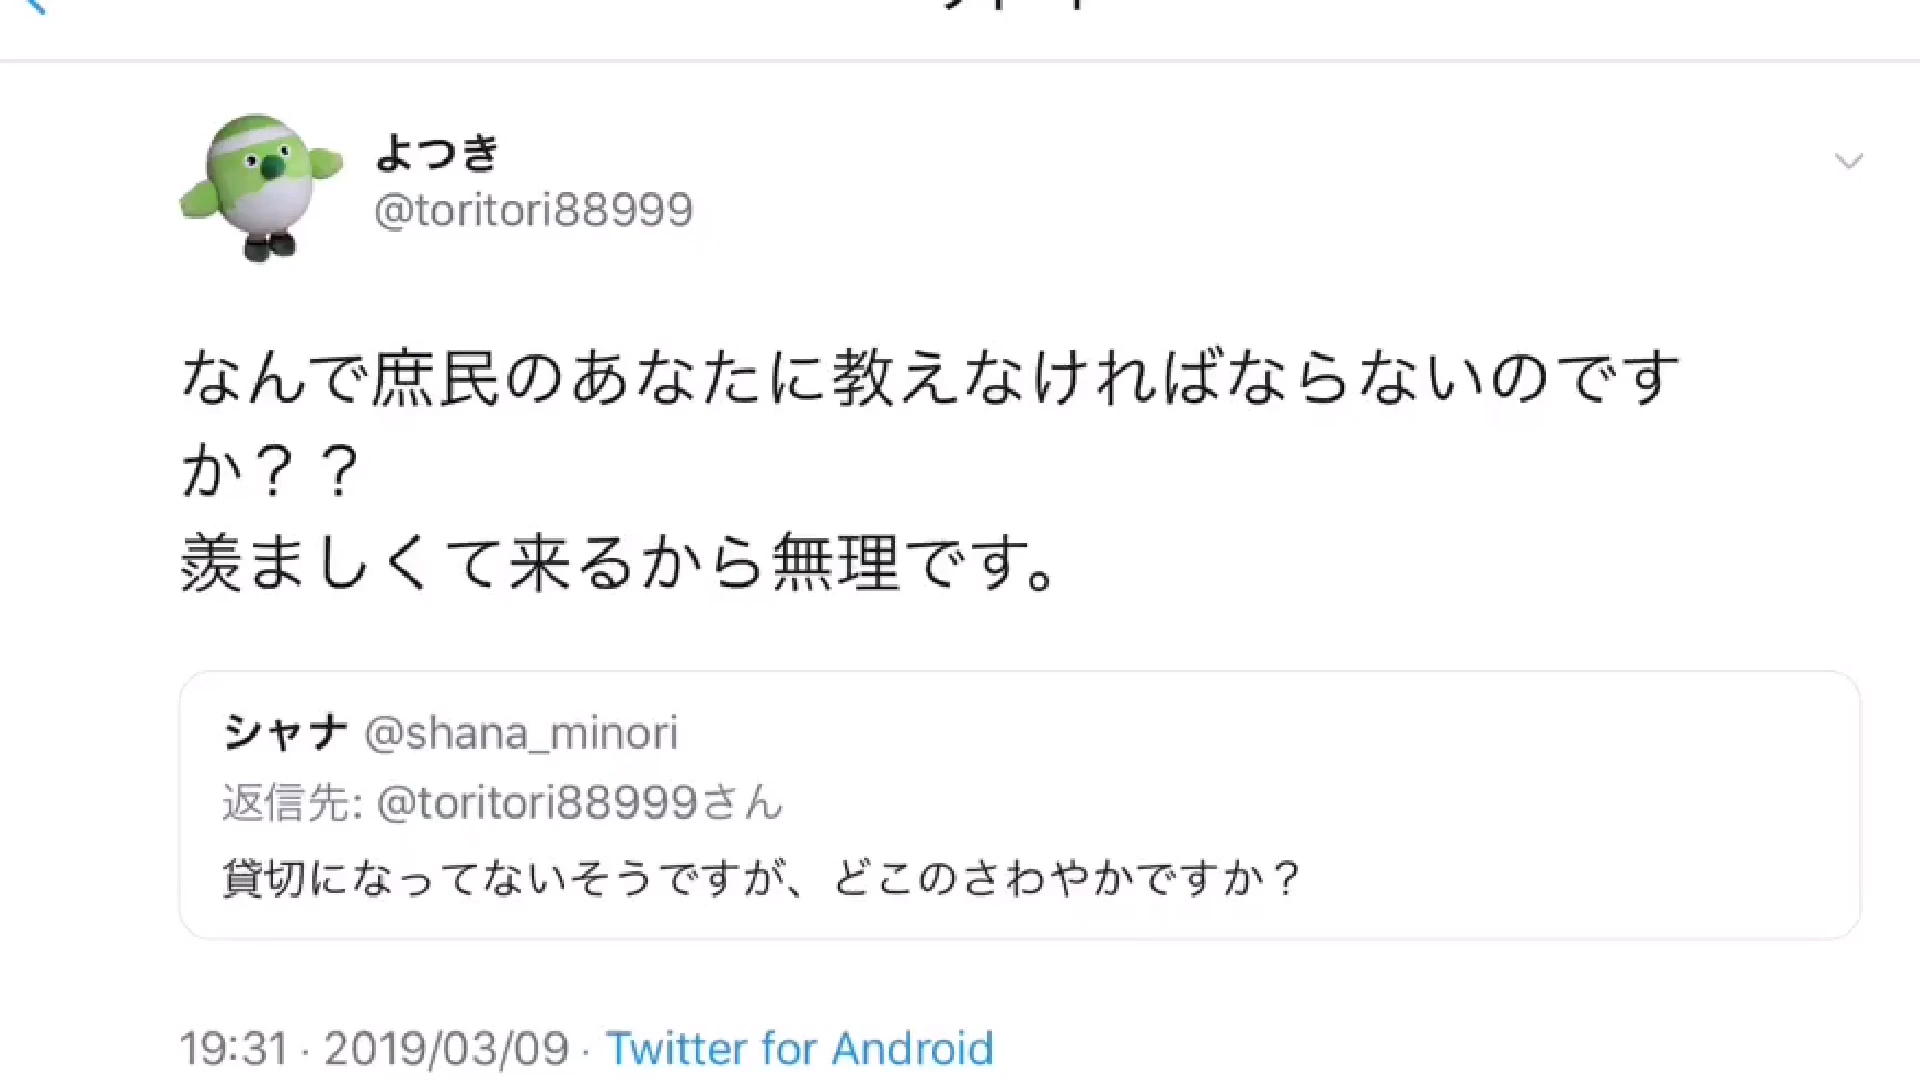 よつき
@toritori88999
なんで庶民のあなたに教えなければならないのです
か？？
羨ましくて来るから無理です。
シャナ @shana_minori
返信先: @toritori88999さん
貸切になってないそうですが、どこのさわやかですか？
19:31 · 2019/03/09 · Twitter for Android